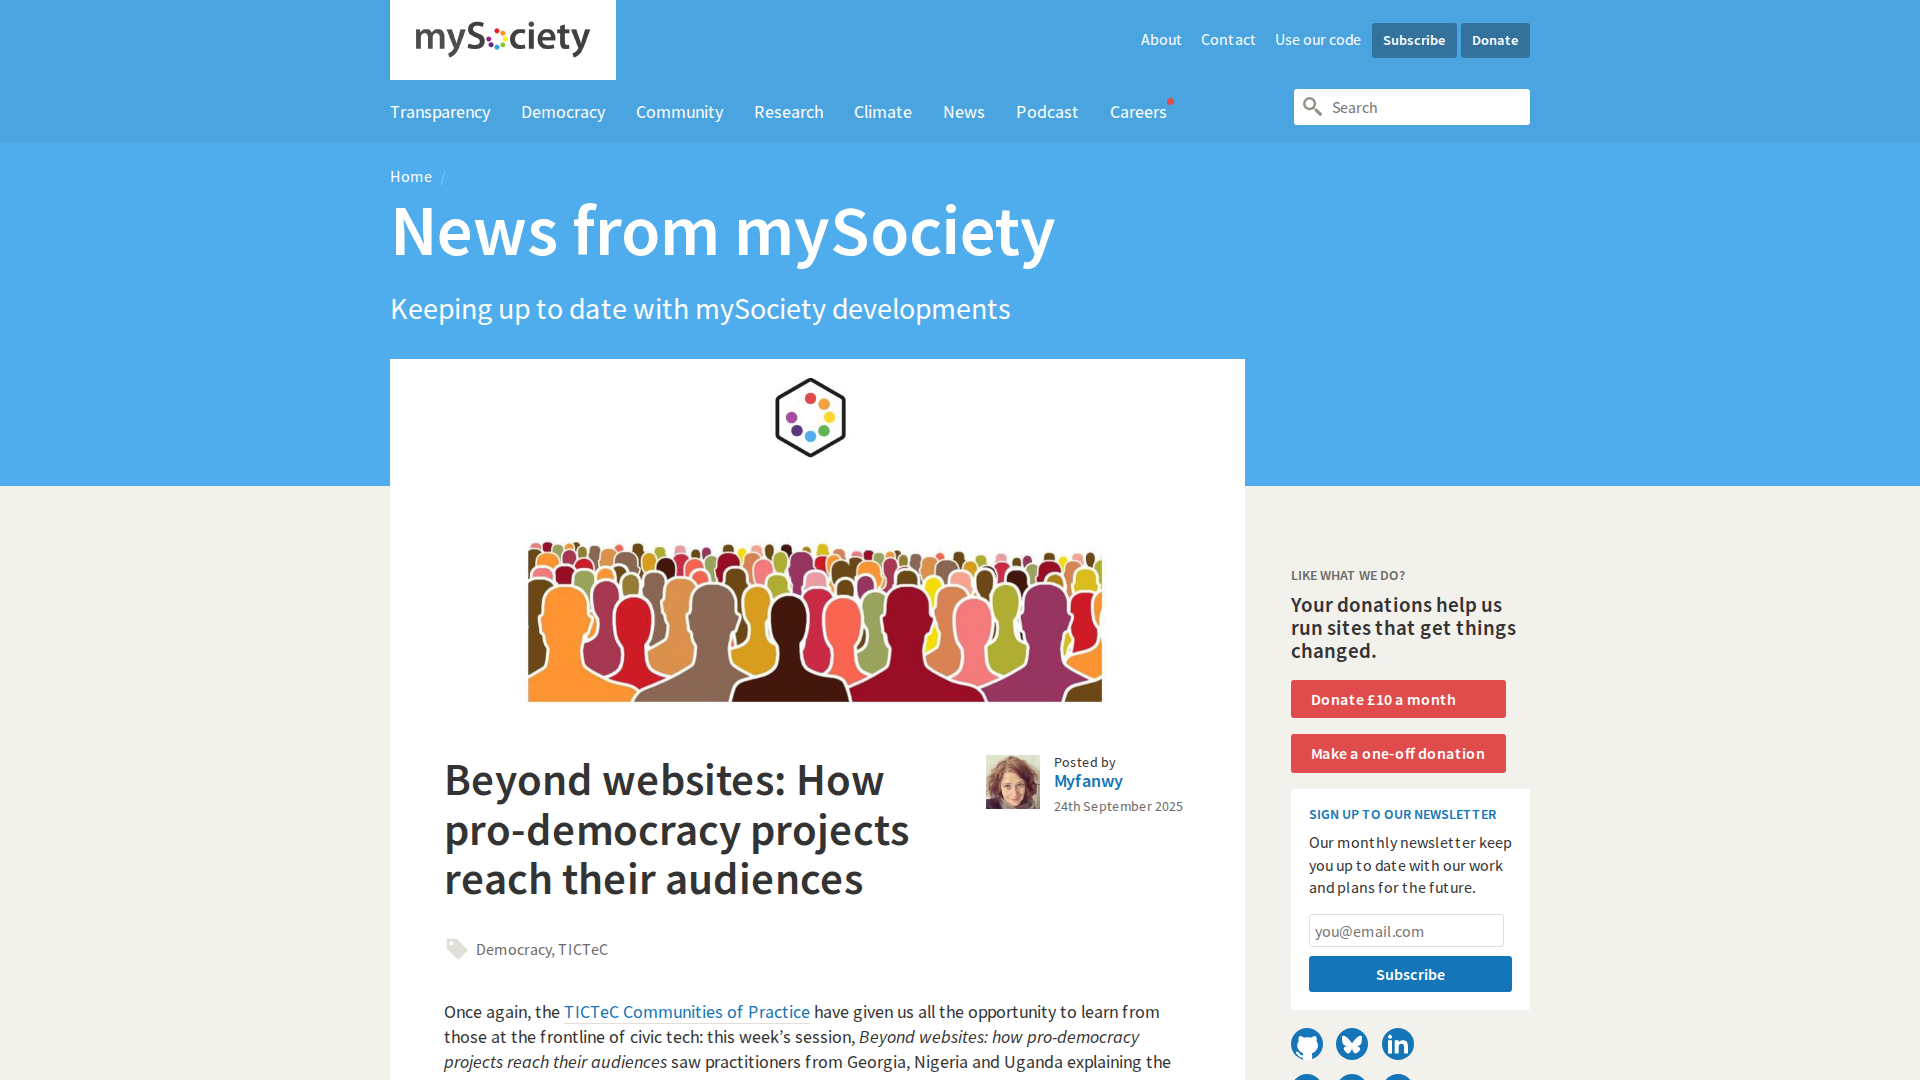 mySociety
About Contact Use our code Subscribe Donate
Transparency Democracy Community Research Climate News Podcast Careers
Search
Home /
News from mySociety
Keeping up to date with mySociety developments
Beyond websites: How
pro-democracy projects
reach their audiences
Posted by
Myfanwy
24th September 2025
Democracy, TICTeC
Once again, the TICTeC Communities of Practice have given us all the opportunity to learn from
those at the frontline of civic tech: this week’s session, Beyond websites: how pro-democracy
projects reach their audiences saw practitioners from Georgia, Nigeria and Uganda explaining the
LIKE WHAT WE DO?
Your donations help us
run sites that get things
changed.
Donate £10 a month
Make a one-off donation
SIGN UP TO OUR NEWSLETTER
Our monthly newsletter keep
you up to date with our work
and plans for the future.
you@email.com
Subscribe
in